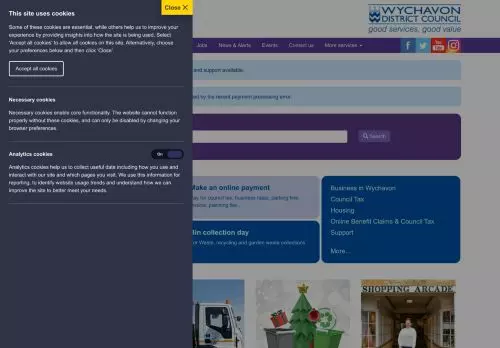 Close X
This site uses cookies
Some of these cookies are essential, while others help us to improve your
experience by providing insights into how the site is being used. Select
'Accept all cookies' to allow all cookies on this site. Alternatively, choose
your preferences below and then click 'Close'.
Accept all cookies
Necessary cookies
Necessary cookies enable core functionality. The website cannot function
properly without these cookies, and can only be disabled by changing your
browser preferences.
Analytics cookies
On
Analytics cookies help us to collect useful data including how you use and
interact with our site and which pages you visit. We use this information for
reporting, to identify website usage trends and understand how we can
improve the site to better meet your needs.
WYCHAVON
DISTRICT COUNCIL
good services, good value
Jobs News & Alerts Events Contact us More services
You
Tube
and support available.
by the recent payment processing error.
Search
Make an online payment
for council tax, business rates, parking fine,
invoice, planning fee...
bin collection day
for Waste, recycling and garden waste collections
Business in Wychavon
Council Tax
Housing
Online Benefit Claims & Council Tax
Support
More...
SHOPPING ARCADE